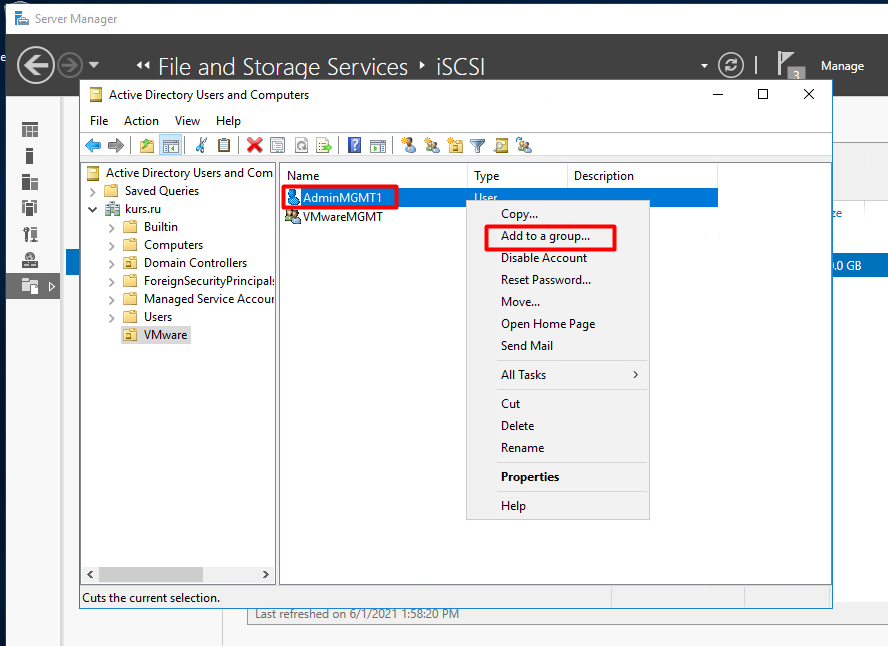 Server Manager
File and Storage Services
iSCSI
3
Manage
Active Directory Users and Computers
File
Action
View
Help
Active Directory Users and Com
Saved Queries
kurs.ru
Builtin
Computers
Domain Controllers
ForeignSecurityPrincipals
Managed Service Accour
Users
VMware
Name
Type
Description
AdminMGMT1
User
VMwareMGMT
Copy...
Add to a group...
Disable Account
Reset Password...
Move...
Open Home Page
Send Mail
All Tasks
Cut
Delete
Rename
Properties
Help
ze
.0 GB
Cuts the current selection.
Last refreshed on 6/1/2021 1:58:20 PM